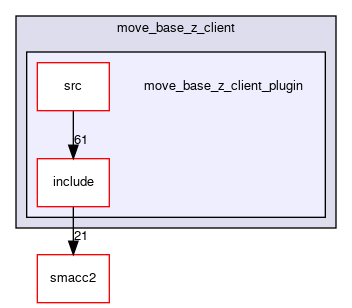 move_base_z_client
src
move_base_z_client_plugin
61
include
21
smacc2